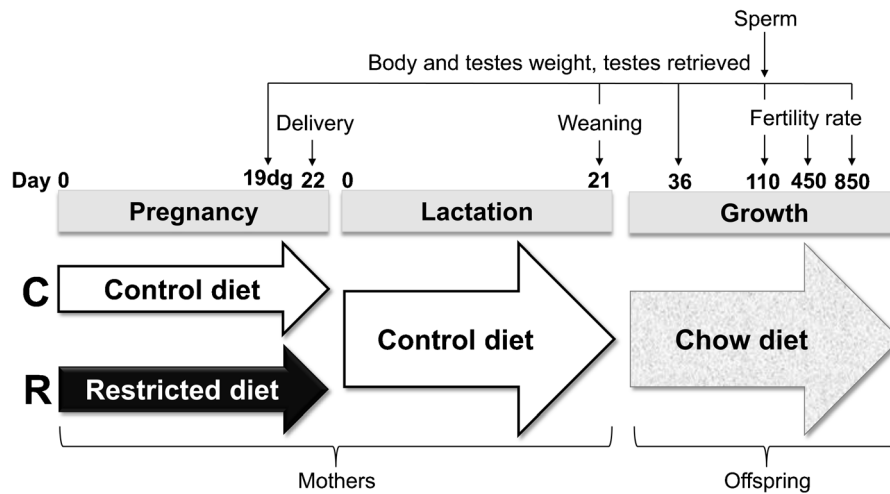 Sperm
Body and testes weight, testes retrieved
Delivery
Weaning
Fertility rate
Day 0 19dg 22 0 21 36 110 450 850
Pregnancy Lactation Growth
C Control diet
Control diet
Chow diet
R Restricted diet
Mothers
Offspring